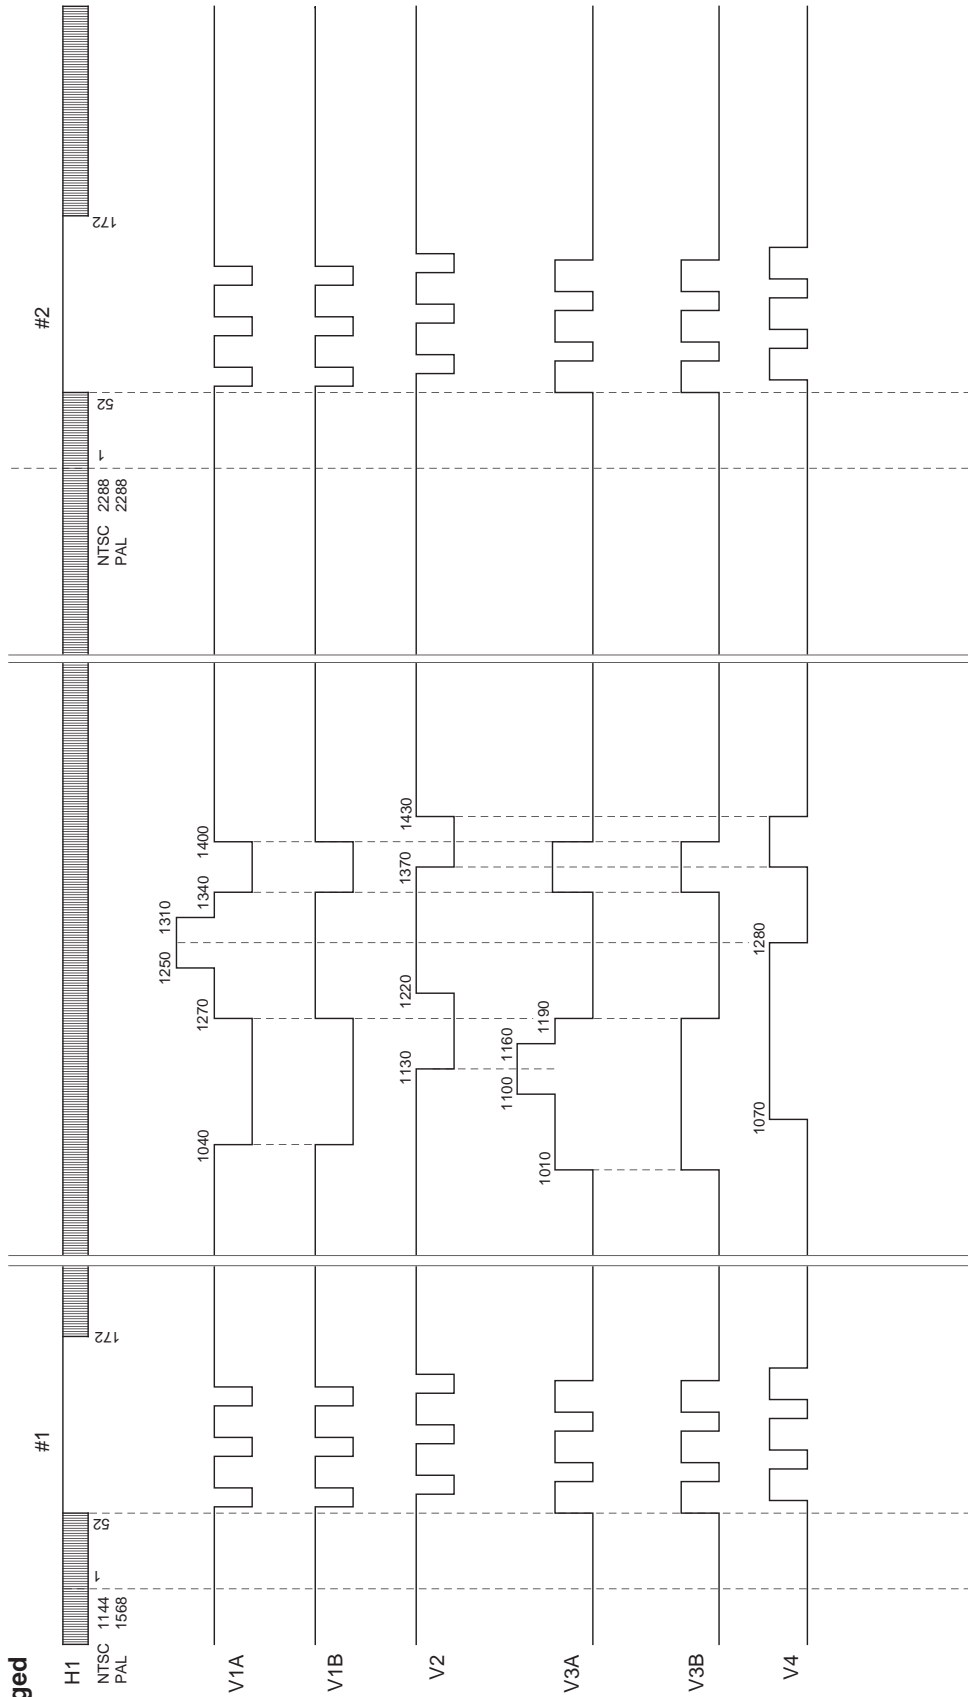 ged
#1
#2
H1
NTSC 1144
PAL 1568
1
52
172
NTSC 2288
PAL 2288
1
52
172
1250 1310
1040 1270 1340 1400
V1A
V1B
1130 1220 1370 1430
V2
1100 1160
1010 1190
V3A
V3B
1070 1280
V4